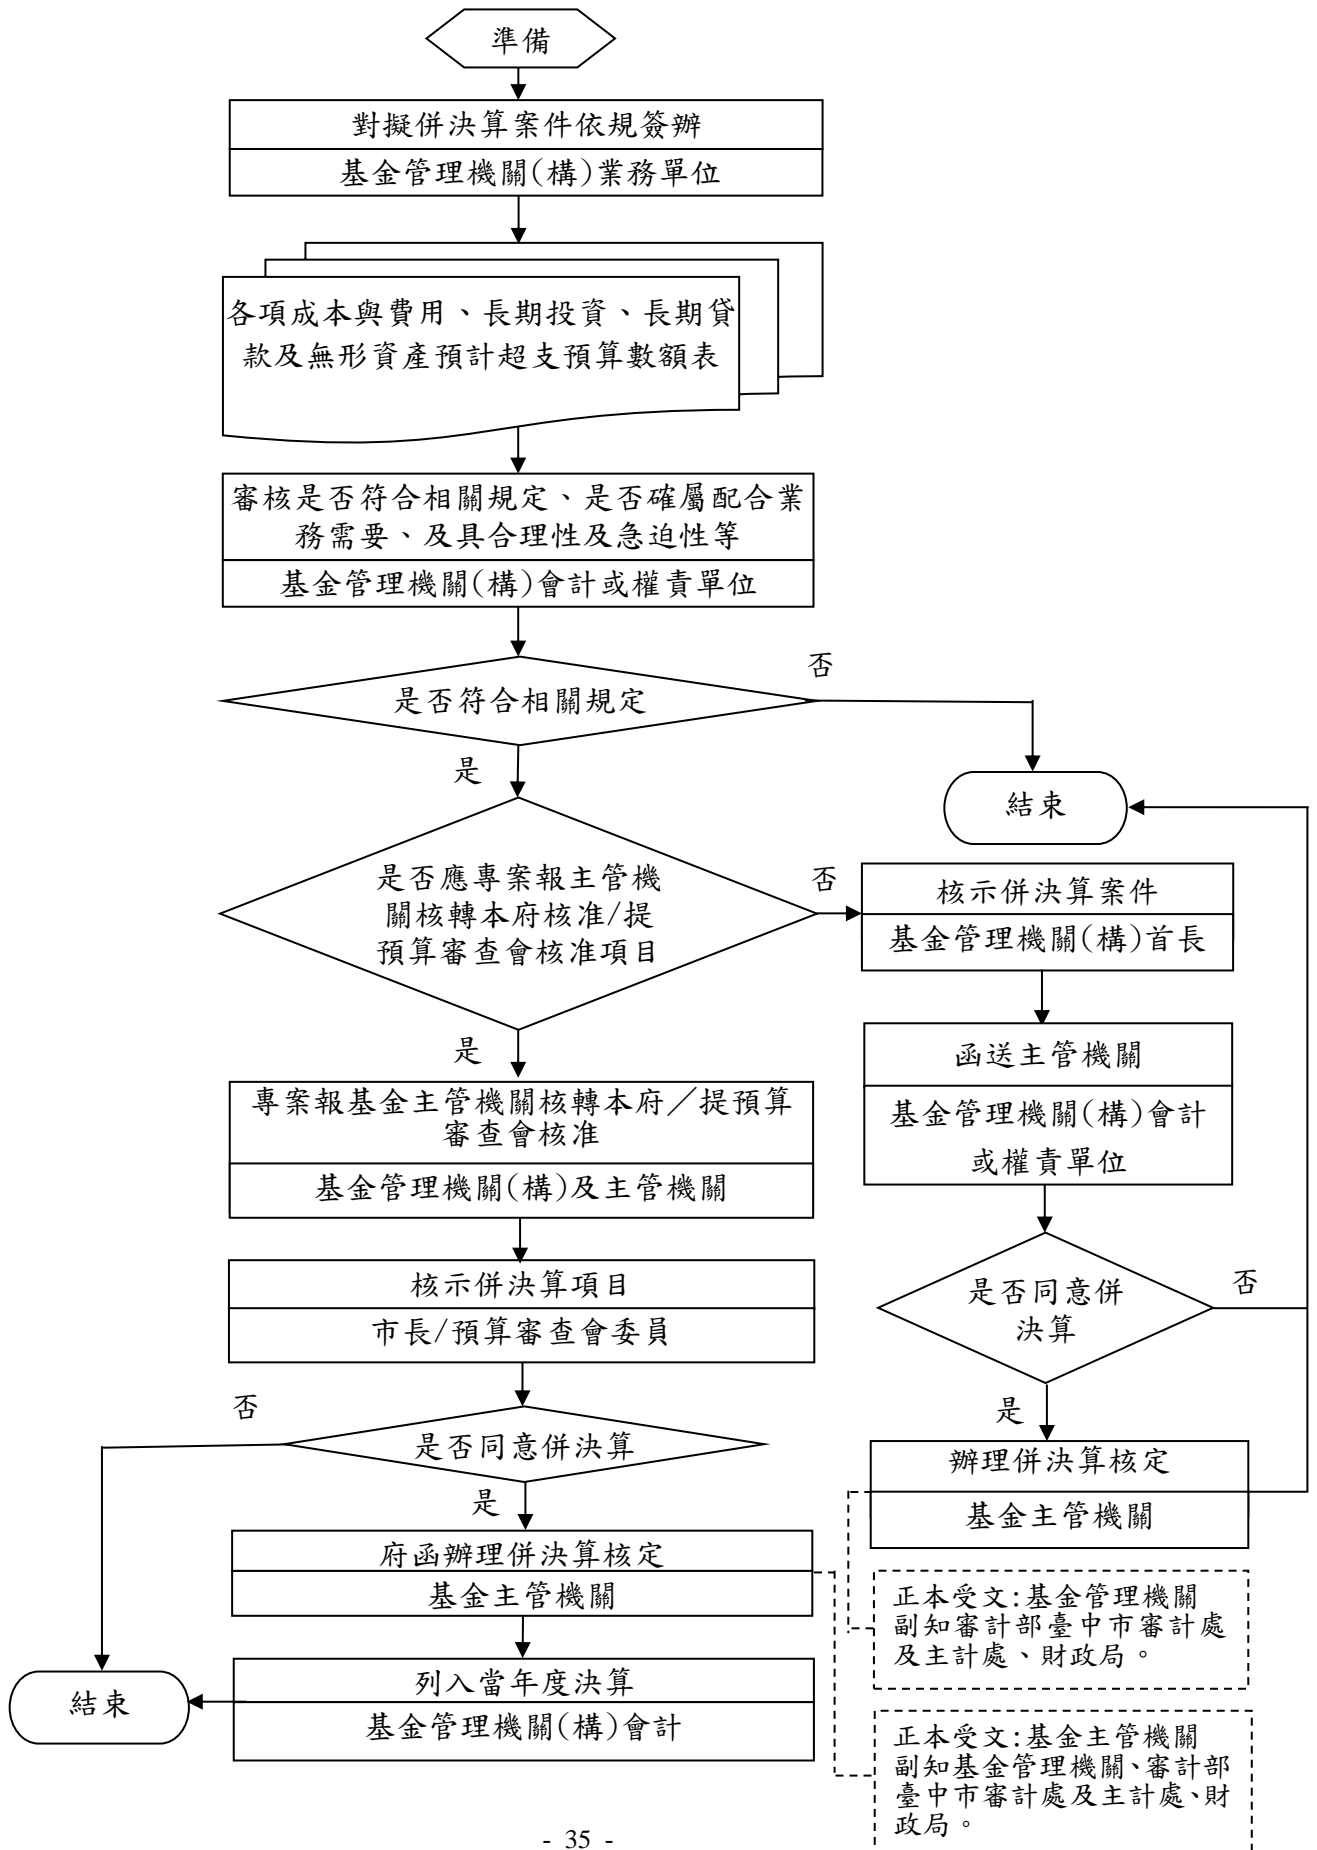 準備
對擬併決算案件依規簽辦
基金管理機關(構)業務單位
各項成本與費用、長期投資、長期貸
款及無形資產預計超支預算數額表
審核是否符合相關規定、是否確屬配合業
務需要、及具合理性及急迫性等
基金管理機關(構)會計或權責單位
否
是否符合相關規定
是
結束
是否應專案報主管機
關核轉本府核准/提
預算審查會核准項目
否
核示併決算案件
基金管理機關(構)首長
是
函送主管機關
基金管理機關(構)會計
或權責單位
專案報基金主管機關核轉本府／提預算
審查會核准
基金管理機關(構)及主管機關
核示併決算項目
市長/預算審查會委員
是否同意併
決算
否
否
是否同意併決算
是
是
辦理併決算核定
基金主管機關
府函辦理併決算核定
基金主管機關
正本受文:基金管理機關
副知審計部臺中市審計處
及主計處、財政局。
列入當年度決算
基金管理機關(構)會計
結束
正本受文:基金主管機關
副知基金管理機關、審計部
臺中市審計處及主計處、財
政局。
- 35 -